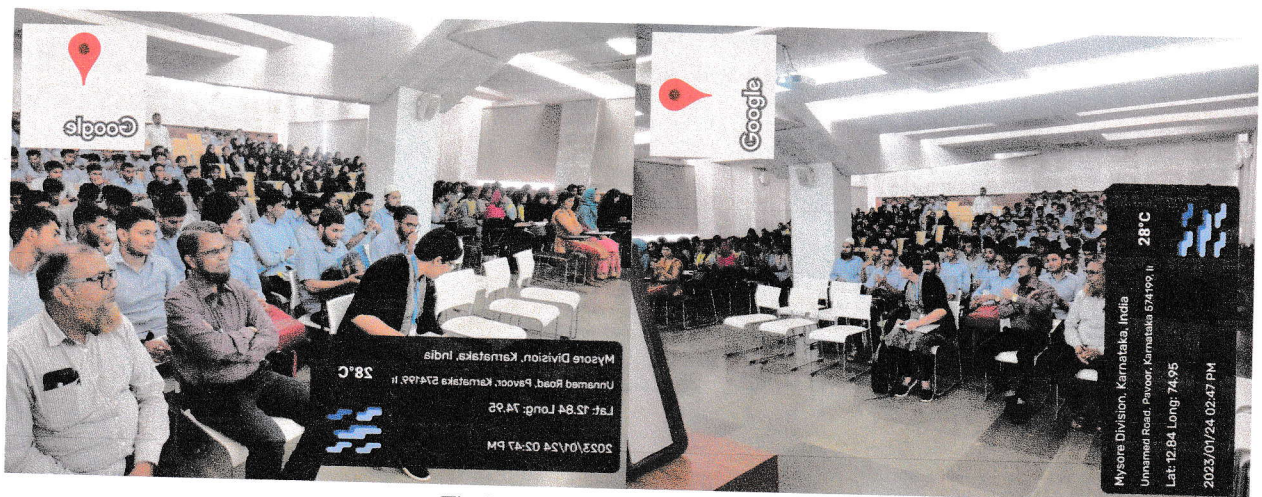 Google
Mysore Division, Karnataka, India
Unnamed Road, Pavoor, Karnataka 574199, I
Lat: 12.84 Long: 74.95
2023/01/24 02:47 PM
28°C
Google
Mysore Division, Karnataka, India
Unnamed Road, Pavoor, Karnataka 574199, I
Lat: 12.84 Long: 74.95
2023/01/24 02:47 PM
28°C